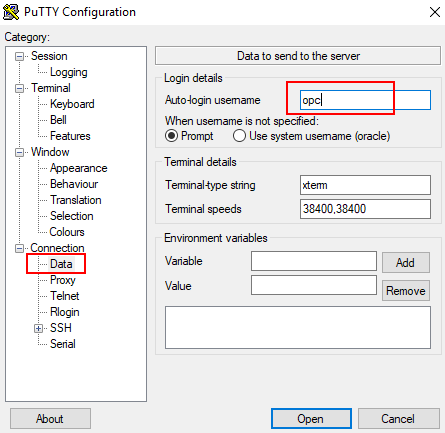 PuTTY Configuration
Category:
Session
Logging
Terminal
Keyboard
Bell
Features
Window
Appearance
Behaviour
Translation
Selection
Colours
Connection
Data
Proxy
Telnet
Rlogin
SSH
Serial
Data to send to the server
Login details
Auto-login username opc
When username is not specified:
Prompt Use system username (oracle)
Terminal details
Terminal-type string xterm
Terminal speeds 38400,38400
Environment variables
Variable Add
Value Remove
About Open Cancel